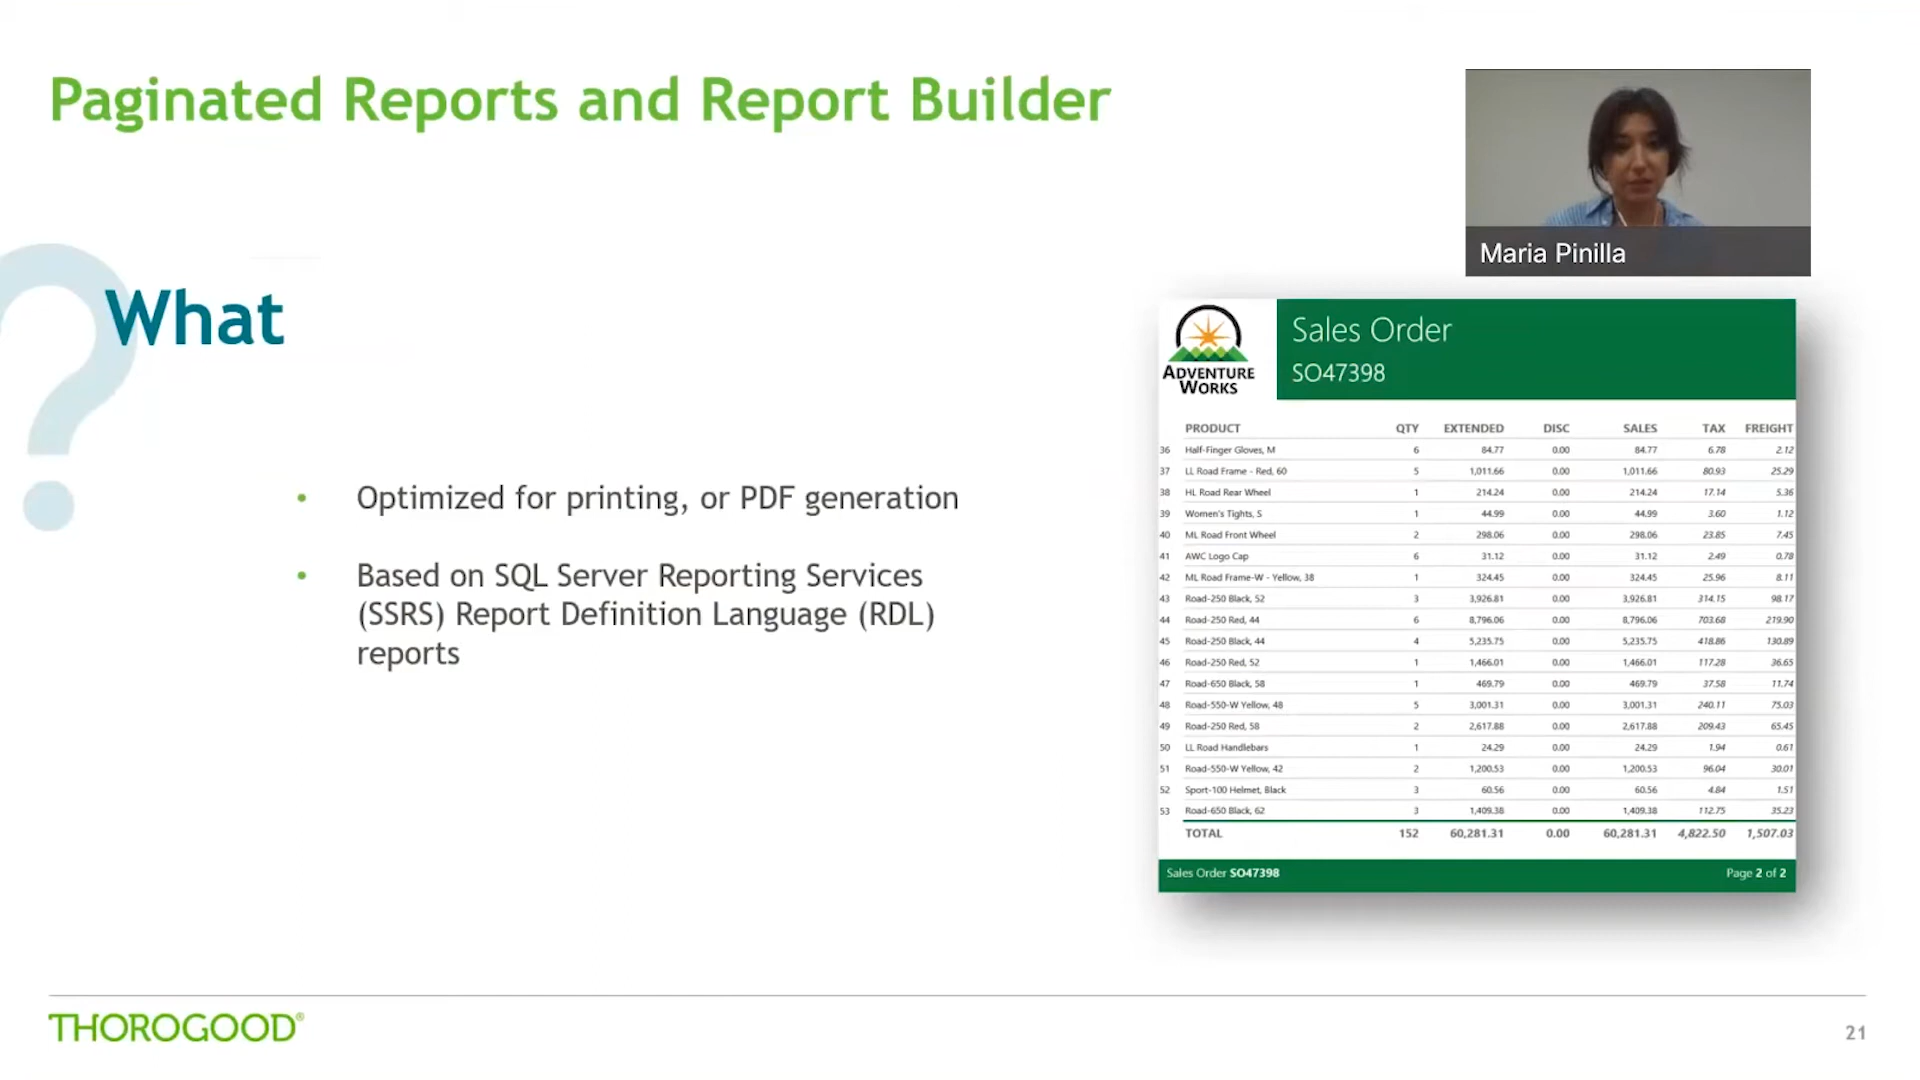 Paginated Reports and Report Builder
Maria Pinilla
?
What
• Optimized for printing, or PDF generation
• Based on SQL Server Reporting Services
(SSRS) Report Definition Language (RDL)
reports
ADVENTURE
WORKS
Sales Order
SO47398
PRODUCT QTY EXTENDED DISC SALES TAX FREIGHT
36 Half-Finger Gloves, M 6 84.77 0.00 84.77 6.78 2.12
37 LL Road Frame - Red, 60 5 1,011.66 0.00 1,011.66 80.93 25.29
38 HL Road Rear Wheel 1 214.24 0.00 214.24 17.14 5.36
39 Women's Tights, S 1 44.99 0.00 44.99 3.60 1.12
40 ML Road Front Wheel 2 298.06 0.00 298.06 23.85 7.45
41 AWC Logo Cap 6 31.12 0.00 31.12 2.49 0.78
42 ML Road Frame-W - Yellow, 38 1 324.45 0.00 324.45 25.96 8.11
43 Road-250 Black, 52 3 3,926.81 0.00 3,926.81 314.15 98.17
44 Road-250 Red, 44 6 8,796.06 0.00 8,796.06 703.68 219.90
45 Road-250 Black, 44 4 5,235.75 0.00 5,235.75 418.86 130.89
46 Road-250 Red, 52 1 1,466.01 0.00 1,466.01 117.28 36.65
47 Road-650 Black, 58 1 469.79 0.00 469.79 37.58 11.74
48 Road-550-W Yellow, 48 5 3,001.31 0.00 3,001.31 240.11 75.03
49 Road-250 Red, 58 2 2,617.88 0.00 2,617.88 209.43 65.45
50 LL Road Handlebars 1 24.29 0.00 24.29 1.94 0.61
51 Road-550-W Yellow, 42 2 1,200.53 0.00 1,200.53 96.04 30.01
52 Sport-100 Helmet, Black 3 60.56 0.00 60.56 4.84 1.51
53 Road-650 Black, 62 3 1,409.38 0.00 1,409.38 112.75 35.23
TOTAL 152 60,281.31 0.00 60,281.31 4,822.50 1,507.03
Sales Order SO47398 Page 2 of 2
THOROGOOD®
21